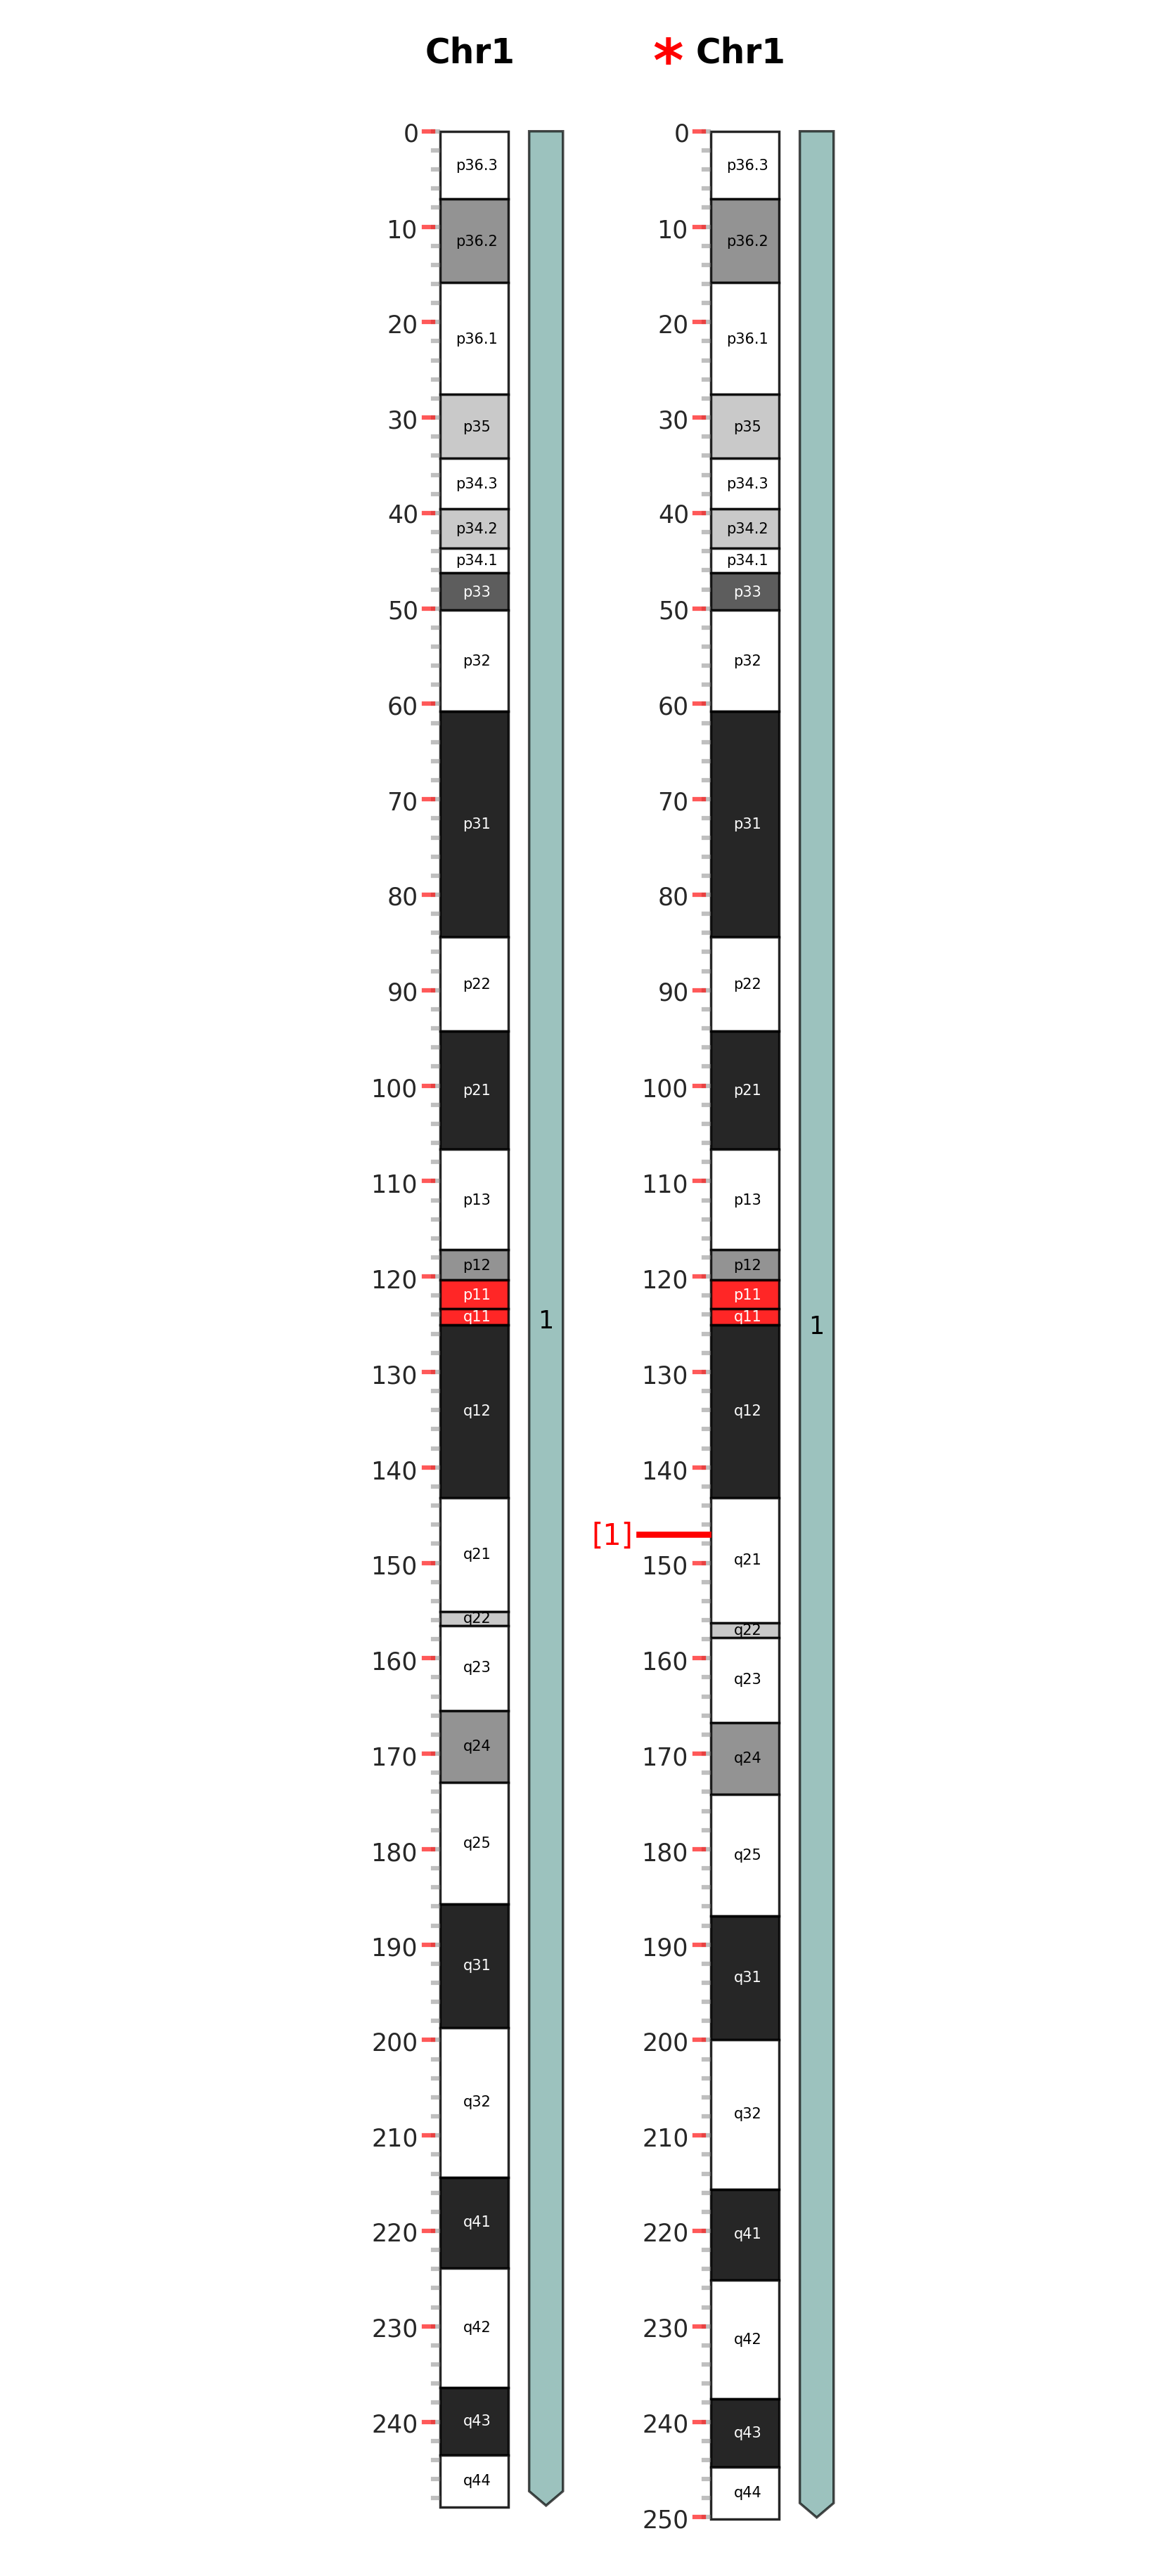 Chr1
* Chr1
0
p36.3
0
p36.3
p36.2
p36.2
10
10
20
20
p36.1
p36.1
30
p35
30
p35
p34.3
p34.3
40
40
p34.2
p34.2
p34.1
p34.1
p33
p33
50
50
p32
p32
60
60
70
70
p31
p31
80
80
p22
p22
90
90
100
p21
100
p21
110
p13
110
p13
p12
p12
120
120
p11
p11
q11
1
q11
1
130
130
q12
q12
140
140
[1]
q21
q21
150
150
q22
q22
160
q23
160
q23
170
q24
170
q24
180
q25
180
q25
190
q31
190
q31
200
200
q32
q32
210
210
220
q41
220
q41
230
q42
230
q42
240
q43
240
q43
q44
q44
250